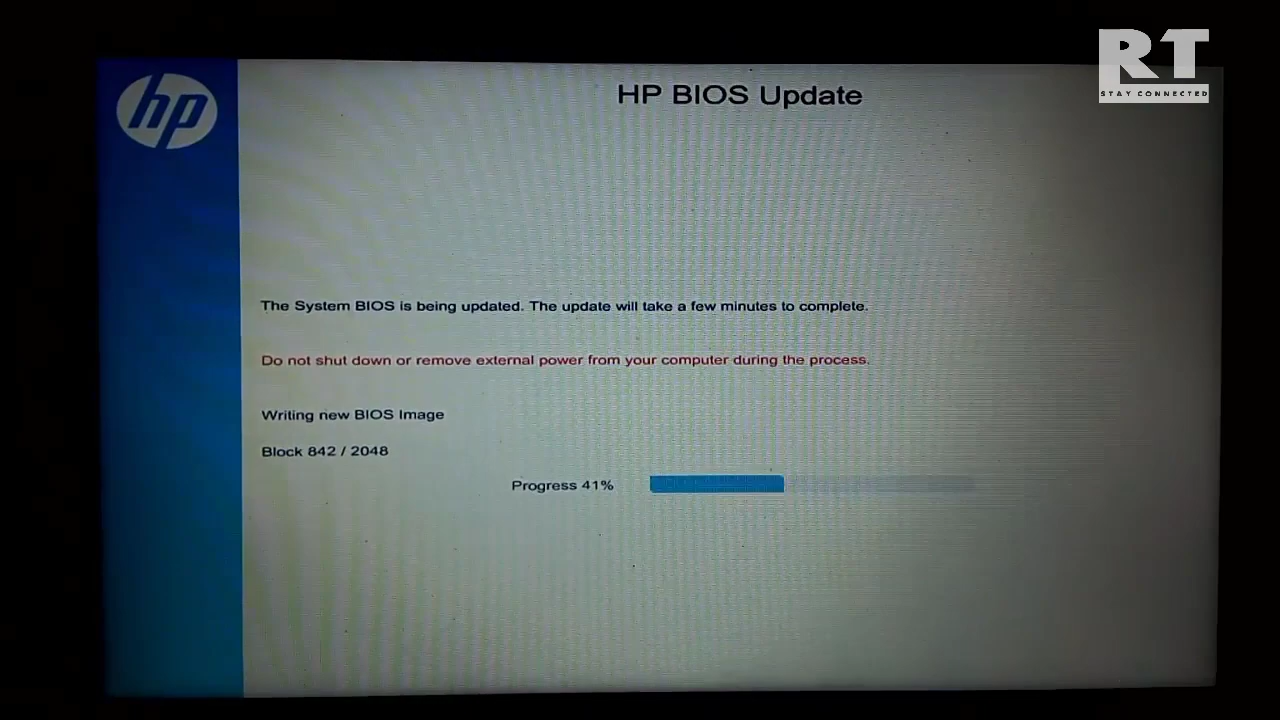 hp
HP BIOS Update
RT
STAY CONNECTED
The System BIOS is being updated. The update will take a few minutes to complete.
Do not shut down or remove external power from your computer during the process.
Writing new BIOS Image
Block 842 / 2048
Progress 41%